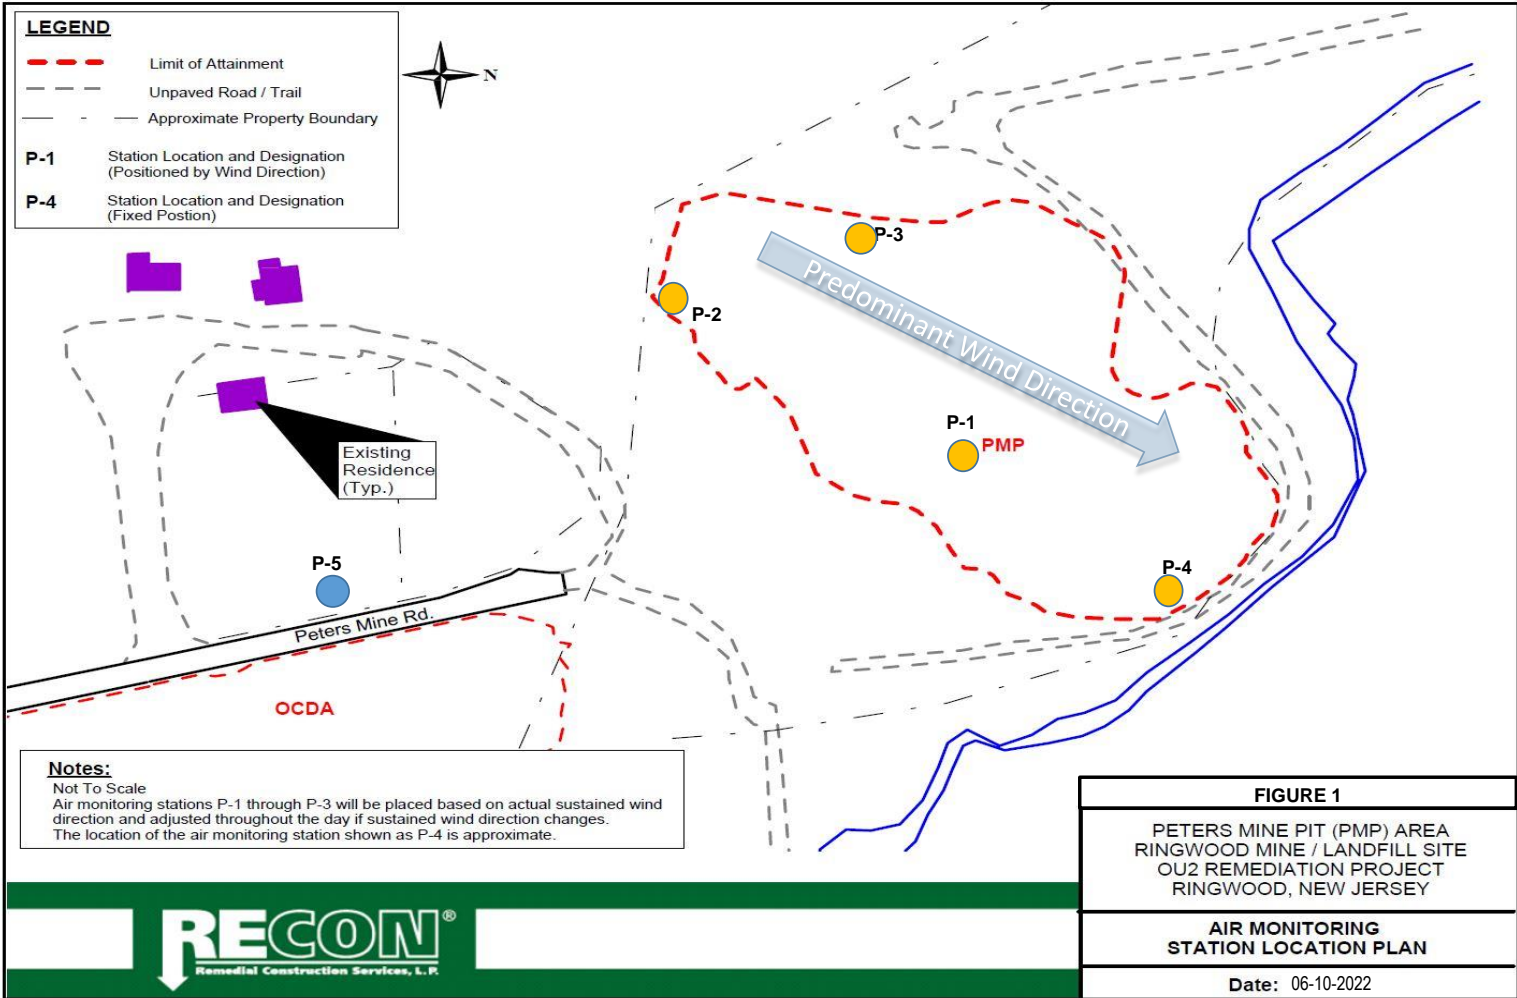 LEGEND
Limit of Attainment
Unpaved Road / Trail
Approximate Property Boundary
P-1 Station Location and Designation
(Positioned by Wind Direction)
P-4 Station Location and Designation
(Fixed Postion)
N
P-3
P-2
Predominant Wind Direction
P-1
PMP
P-4
Existing
Residence
(Typ.)
P-5
Peters Mine Rd.
OCDA
Notes:
Not To Scale
Air monitoring stations P-1 through P-3 will be placed based on actual sustained wind
direction and adjusted throughout the day if sustained wind direction changes.
The location of the air monitoring station shown as P-4 is approximate.
RECON®
Remedial Construction Services, L.P.
FIGURE 1
PETERS MINE PIT (PMP) AREA
RINGWOOD MINE / LANDFILL SITE
OU2 REMEDIATION PROJECT
RINGWOOD, NEW JERSEY
AIR MONITORING
STATION LOCATION PLAN
Date: 06-10-2022